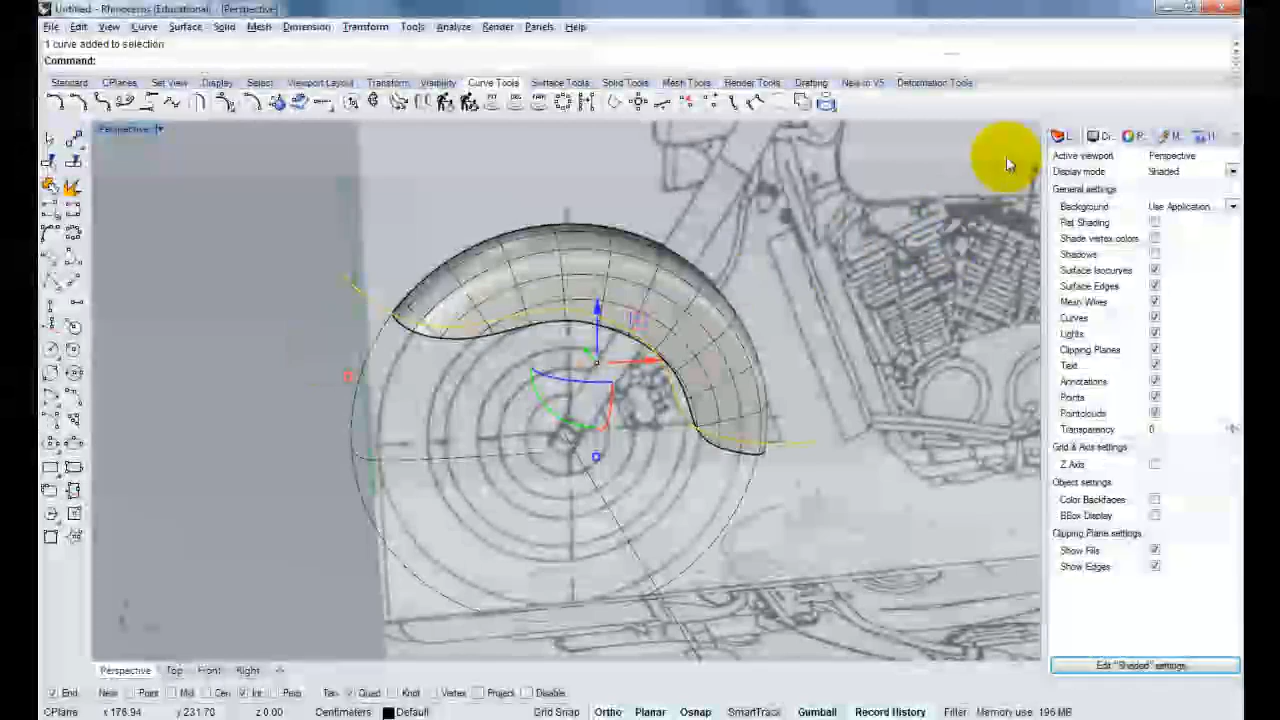 Untitled - Rhinoceros (Educational) - [Perspective]
File Edit View Curve Surface Solid Mesh Dimension Transform Tools Analyze Render Panels Help
1 curve added to selection
Command:
Standard CPlanes Set View Display Select Viewport Layout Transform Visibility Curve Tools Surface Tools Solid Tools Mesh Tools Render Tools Drafting New in V5 Deformation Tools
Perspective
Active viewport Perspective
Display mode Shaded
General settings
Background Use Application
Flat Shading
Shade vertex colors
Shadows
Surface Isocurves
Surface Edges
Mesh Wires
Curves
Lights
Clipping Planes
Text
Annotations
Points
Pointclouds
Transparency 0
Grid & Axis settings
Z Axis
Object settings
Color Backfaces
BBox Display
Clipping Plane settings
Show Fills
Show Edges
Edit "Shaded" settings
Perspective Top Front Right
End Near Point Mid Cen Int Perp Tan Quad Knot Vertex Project Disable
CPlane x 176.94 y 231.70 z 0.00 Centimeters Default Grid Snap Ortho Planar Osnap SmartTrack Gumball Record History Filter Memory use: 196 MB